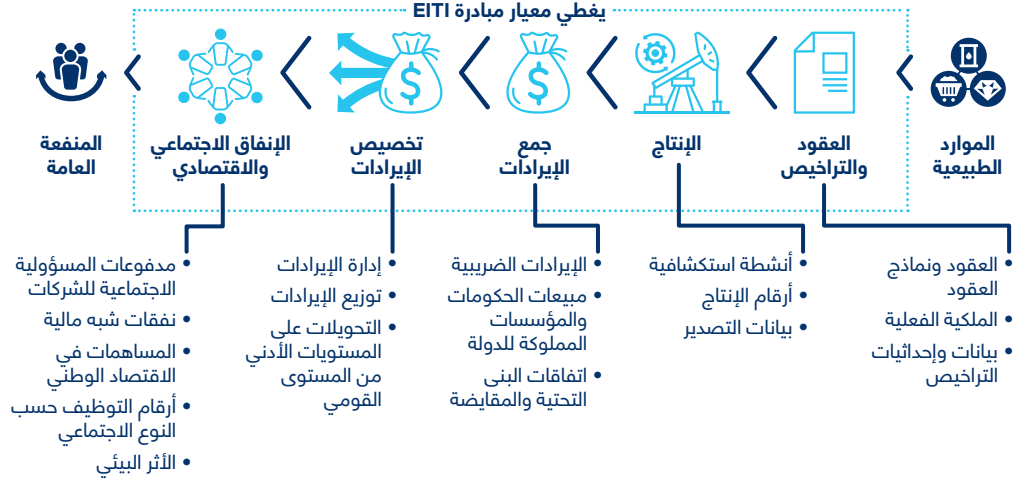 يغطي معيار مبادرة EITI
الموارد
الطبيعية
العقود
والتراخيص
الإنتاج
جمع
الإيرادات
تخصيص
الإيرادات
الإنفاق الاجتماعي
والاقتصادي
المنفعة
العامة
• العقود ونماذج
العقود
• الملكية الفعلية
• بيانات وإحداثيات
التراخيص
• أنشطة استكشافية
• أرقام الإنتاج
• بيانات التصدير
• الإيرادات الضريبية
• مبيعات الحكومات
والمؤسسات
المملوكة للدولة
• اتفاقات البنى
التحتية والمقايضة
• إدارة الإيرادات
• توزيع الإيرادات
• التحويلات على
المستويات الأدني
من المستوى
القومي
• مدفوعات المسؤولية
الاجتماعية للشركات
• نفقات شبه مالية
• المساهمات في
الاقتصاد الوطني
• أرقام التوظيف حسب
النوع الاجتماعي
• الأثر البيئي